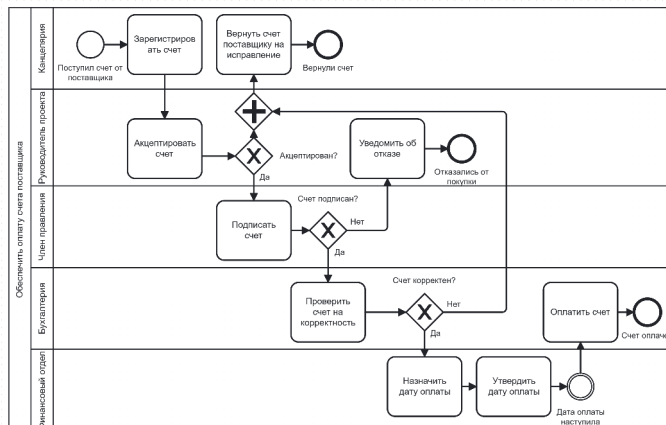 Обеспечить оплату счета поставщика
Канцелярия
Поступил счет от
поставщика
Зарегистриров
ать счет
Вернуть счет
поставщику на
исправление
Вернули счет
Руководитель проекта
Акцептировать
счет
Акцептирован?
Да
Уведомить об
отказе
Отказались от
покупки
Член правления
Подписать
счет
Счет подписан?
Нет
Да
Бухгалтерия
Проверить
счет на
корректность
Счет корректен?
Нет
Да
Оплатить счет
Счет оплаче
Финансовый отдел
Назначить
дату оплаты
Утвердить
дату оплаты
Дата оплаты
наступила